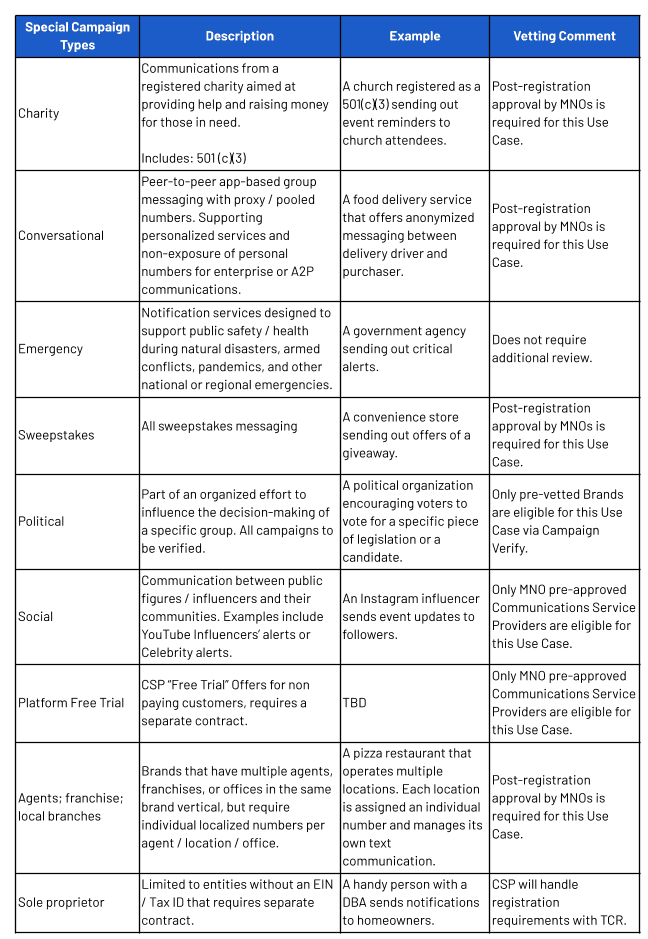 Special Campaign
Types
Description
Example
Vetting Comment
Charity
Communications from a
registered charity aimed at
providing help and raising money
for those in need.
Includes: 501 (c)(3)
A church registered as a
501(c)(3) sending out
event reminders to
church attendees.
Post-registration
approval by MNOs is
required for this Use
Case.
Conversational
Peer-to-peer app-based group
messaging with proxy / pooled
numbers. Supporting
personalized services and
non-exposure of personal
numbers for enterprise or A2P
communications.
A food delivery service
that offers anonymized
messaging between
delivery driver and
purchaser.
Post-registration
approval by MNOs is
required for this Use
Case.
Emergency
Notification services designed to
support public safety / health
during natural disasters, armed
conflicts, pandemics, and other
national or regional emergencies.
A government agency
sending out critical
alerts.
Does not require
additional review.
Sweepstakes
All sweepstakes messaging
A convenience store
sending out offers of a
giveaway.
Post-registration
approval by MNOs is
required for this Use
Case.
Political
Part of an organized effort to
influence the decision-making of
a specific group. All campaigns to
be verified.
A political organization
encouraging voters to
vote for a specific piece
of legislation or a
candidate.
Only pre-vetted Brands
are eligible for this Use
Case via Campaign
Verify.
Social
Communication between public
figures / influencers and their
communities. Examples include
YouTube Influencers' alerts or
Celebrity alerts.
An Instagram influencer
sends event updates to
followers.
Only MNO pre-approved
Communications Service
Providers are eligible for
this Use Case.
Platform Free Trial
CSP "Free Trial" Offers for non
paying customers, requires a
separate contract.
TBD
Only MNO pre-approved
Communications Service
Providers are eligible for
this Use Case.
Agents; franchise;
local branches
Brands that have multiple agents,
franchises, or offices in the same
brand vertical, but require
individual localized numbers per
agent / location / office.
A pizza restaurant that
operates multiple
locations. Each location
is assigned an individual
number and manages its
own text
communication.
Post-registration
approval by MNOs is
required for this Use
Case.
Sole proprietor
Limited to entities without an EIN
/ Tax ID that requires separate
contract.
A handy person with a
DBA sends notifications
to homeowners.
CSP will handle
registration
requirements with TCR.